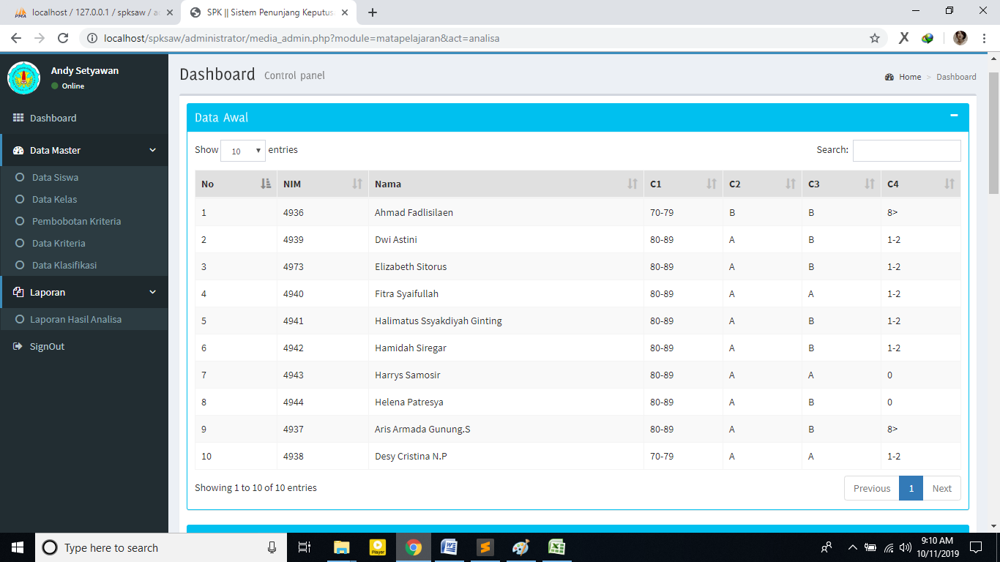 localhost / 127.0.0.1 / spksaw / a
SPK || Sistem Penunjang Keputus
localhost/spksaw/administrator/media_admin.php?module=matapelajaran&act=analisa
Andy Setyawan
Online
Dashboard
Data Master
Data Siswa
Data Kelas
Pembobotan Kriteria
Data Kriteria
Data Klasifikasi
Laporan
Laporan Hasil Analisa
SignOut
Dashboard Control panel
Home > Dashboard
Data Awal
Show 10 entries
Search:
No NIM Nama C1 C2 C3 C4
1 4936 Ahmad Fadlisilaen 70-79 B B 8>
2 4939 Dwi Astini 80-89 A B 1-2
3 4973 Elizabeth Sitorus 80-89 A B 1-2
4 4940 Fitra Syaifullah 80-89 A A 1-2
5 4941 Halimatus Ssyakdiyah Ginting 80-89 A B 1-2
6 4942 Hamidah Siregar 80-89 A B 1-2
7 4943 Harrys Samosir 80-89 A A 0
8 4944 Helena Patresya 80-89 A B 0
9 4937 Aris Armada Gunung.S 80-89 A B 8>
10 4938 Desy Cristina N.P 70-79 A A 1-2
Showing 1 to 10 of 10 entries
Previous 1 Next
Type here to search
9:10 AM
10/11/2019